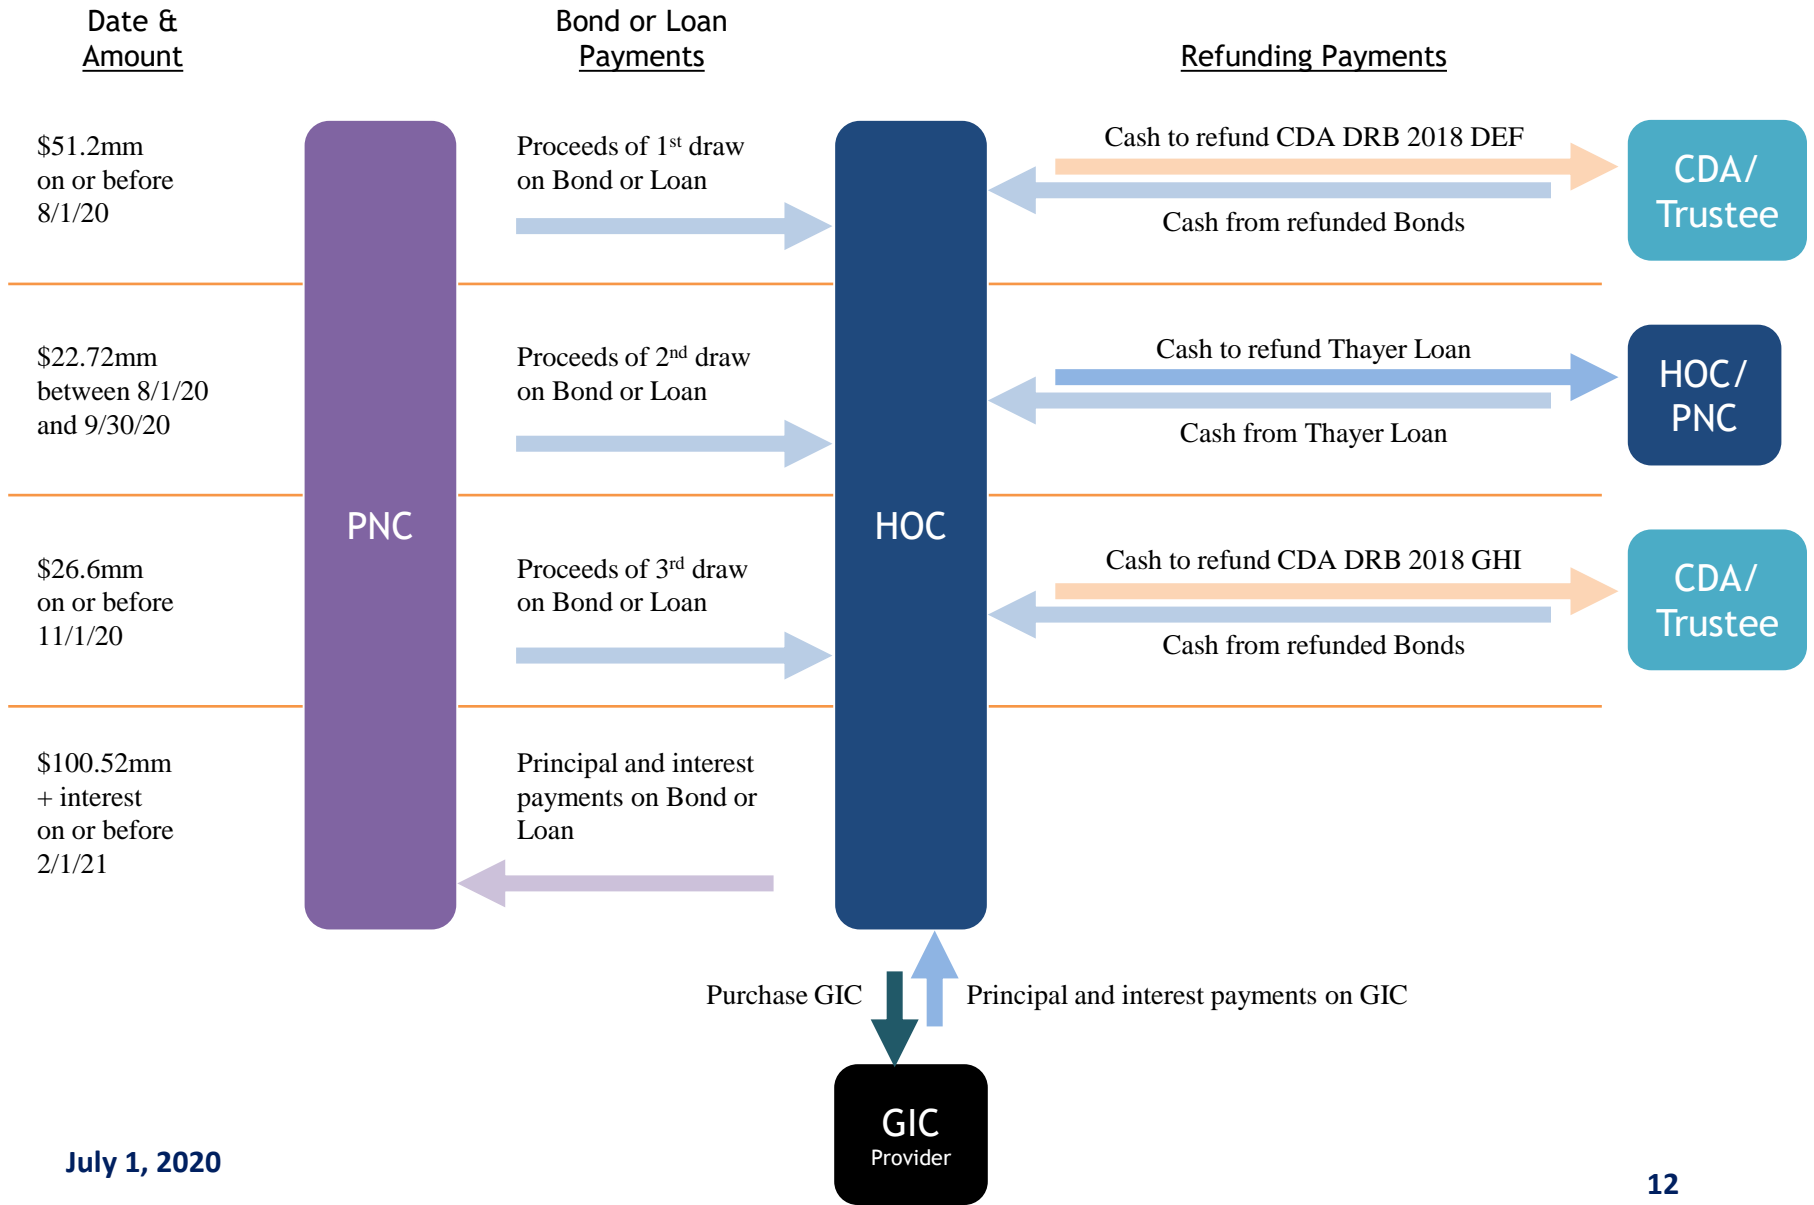 Date &
Amount
Bond or Loan
Payments
Refunding Payments
$51.2mm
on or before
8/1/20
Proceeds of 1st draw
on Bond or Loan
Cash to refund CDA DRB 2018 DEF
Cash from refunded Bonds
CDA/
Trustee
$22.72mm
between 8/1/20
and 9/30/20
Proceeds of 2nd draw
on Bond or Loan
Cash to refund Thayer Loan
Cash from Thayer Loan
HOC/
PNC
PNC
HOC
$26.6mm
on or before
11/1/20
Proceeds of 3rd draw
on Bond or Loan
Cash to refund CDA DRB 2018 GHI
Cash from refunded Bonds
CDA/
Trustee
$100.52mm
+ interest
on or before
2/1/21
Principal and interest
payments on Bond or
Loan
Purchase GIC
Principal and interest payments on GIC
GIC
Provider
July 1, 2020
12